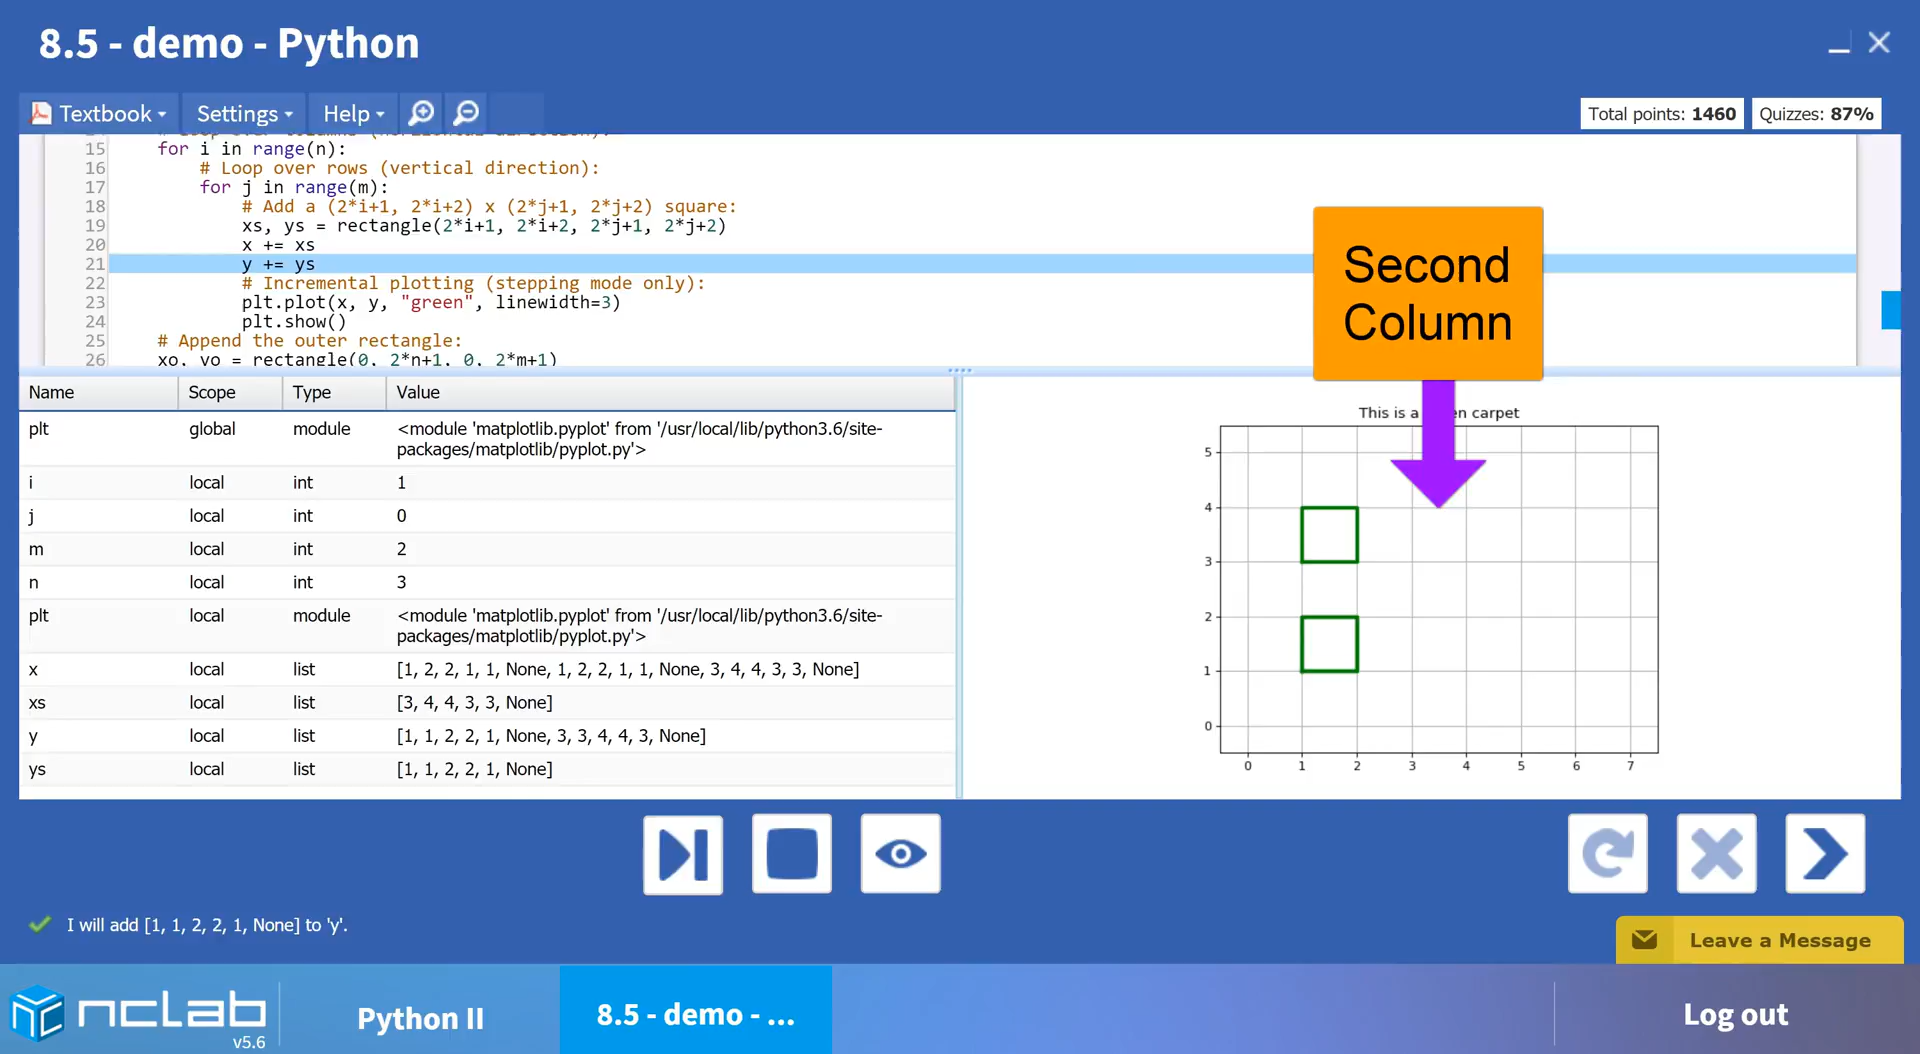 8.5 - demo - Python
Textbook
Settings
Help
Total points: 1460
Quizzes: 87%
15 for i in range(n):
16 # Loop over rows (vertical direction):
17 for j in range(m):
18 # Add a (2*i+1, 2*i+2) x (2*j+1, 2*j+2) square:
19 xs, ys = rectangle(2*i+1, 2*i+2, 2*j+1, 2*j+2)
20 x += xs
21 y += ys
22 # Incremental plotting (stepping mode only):
23 plt.plot(x, y, "green", linewidth=3)
24 plt.show()
25 # Append the outer rectangle:
26 xo, yo = rectangle(0, 2*n+1, 0, 2*m+1)
Second
Column
Name Scope Type Value
plt global module <module 'matplotlib.pyplot' from '/usr/local/lib/python3.6/site-
packages/matplotlib/pyplot.py'>
i local int 1
j local int 0
m local int 2
n local int 3
plt local module <module 'matplotlib.pyplot' from '/usr/local/lib/python3.6/site-
packages/matplotlib/pyplot.py'>
x local list [1, 2, 2, 1, 1, None, 1, 2, 2, 1, 1, None, 3, 4, 4, 3, 3, None]
xs local list [3, 4, 4, 3, 3, None]
y local list [1, 1, 2, 2, 1, None, 3, 3, 4, 4, 3, None]
ys local list [1, 1, 2, 2, 1, None]
This is a en carpet
5
4
3
2
1
0
0 1 2 3 4 5 6 7
I will add [1, 1, 2, 2, 1, None] to 'y'.
Leave a Message
nclab
v5.6
Python II
8.5 - demo - ...
Log out